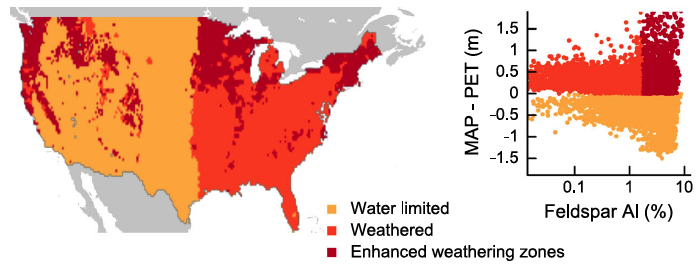 Water limited
Weathered
Enhanced weathering zones
MAP - PET (m)
1.5
1
0.5
0
-0.5
-1
-1.5
0.1
1
10
Feldspar Al (%)